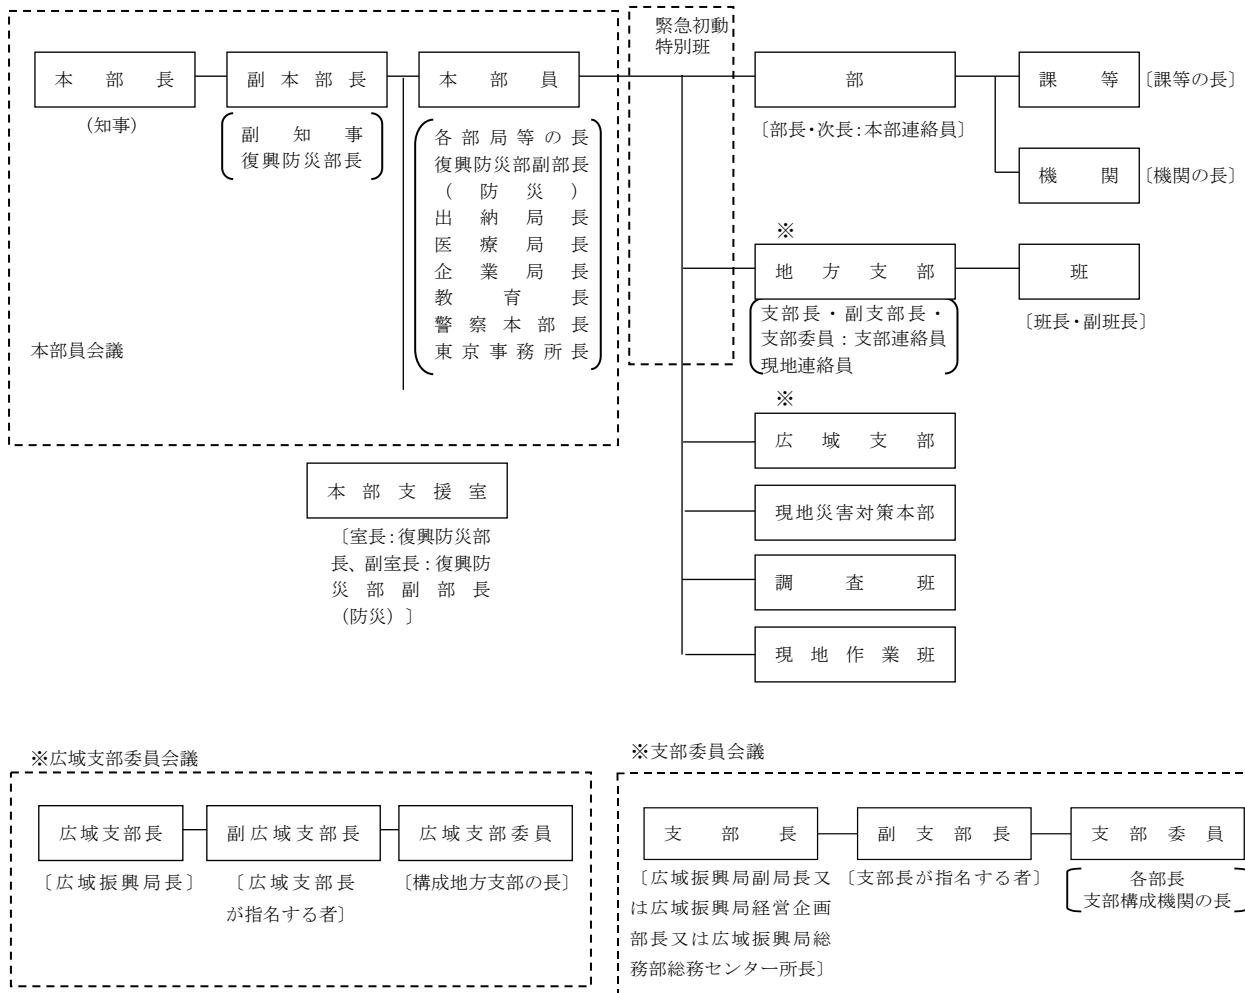 緊急初動
特別班
本部長
副本部長
本部員
部
課等
〔課等の長〕
（知事）
副知事
復興防災部長
各部局等の長
復興防災部副部長
（防災）
出納局長
医療局長
企業局長
教育長
警察本部長
東京事務所長
〔部長・次長：本部連絡員〕
機関
〔機関の長〕
※
地方支部
班
支部長・副支部長・
支部委員：支部連絡員
現地連絡員
〔班長・副班長〕
本部員会議
※
広域支部
本部支援室
〔室長：復興防災部
長、副室長：復興防
災部副部長
（防災）〕
現地災害対策本部
調査班
現地作業班
※広域支部委員会議
広域支部長
副広域支部長
広域支部委員
〔広域振興局長〕
〔広域支部長
が指名する者〕
〔構成地方支部の長〕
※支部委員会議
支部長
副支部長
支部委員
〔広域振興局副局長又
は広域振興局経営企画
部長又は広域振興局総
務部総務センター所長〕
〔支部長が指名する者〕
各部長
支部構成機関の長